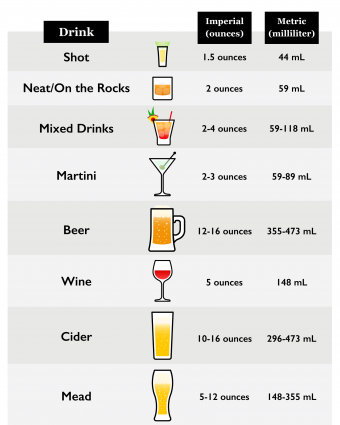 Drink Imperial (ounces) Metric (milliliter)
Shot 1.5 ounces 44 mL
Neat/On the Rocks 2 ounces 59 mL
Mixed Drinks 2-4 ounces 59-118 mL
Martini 2-3 ounces 59-89 mL
Beer 12-16 ounces 355-473 mL
Wine 5 ounces 148 mL
Cider 10-16 ounces 296-473 mL
Mead 5-12 ounces 148-355 mL